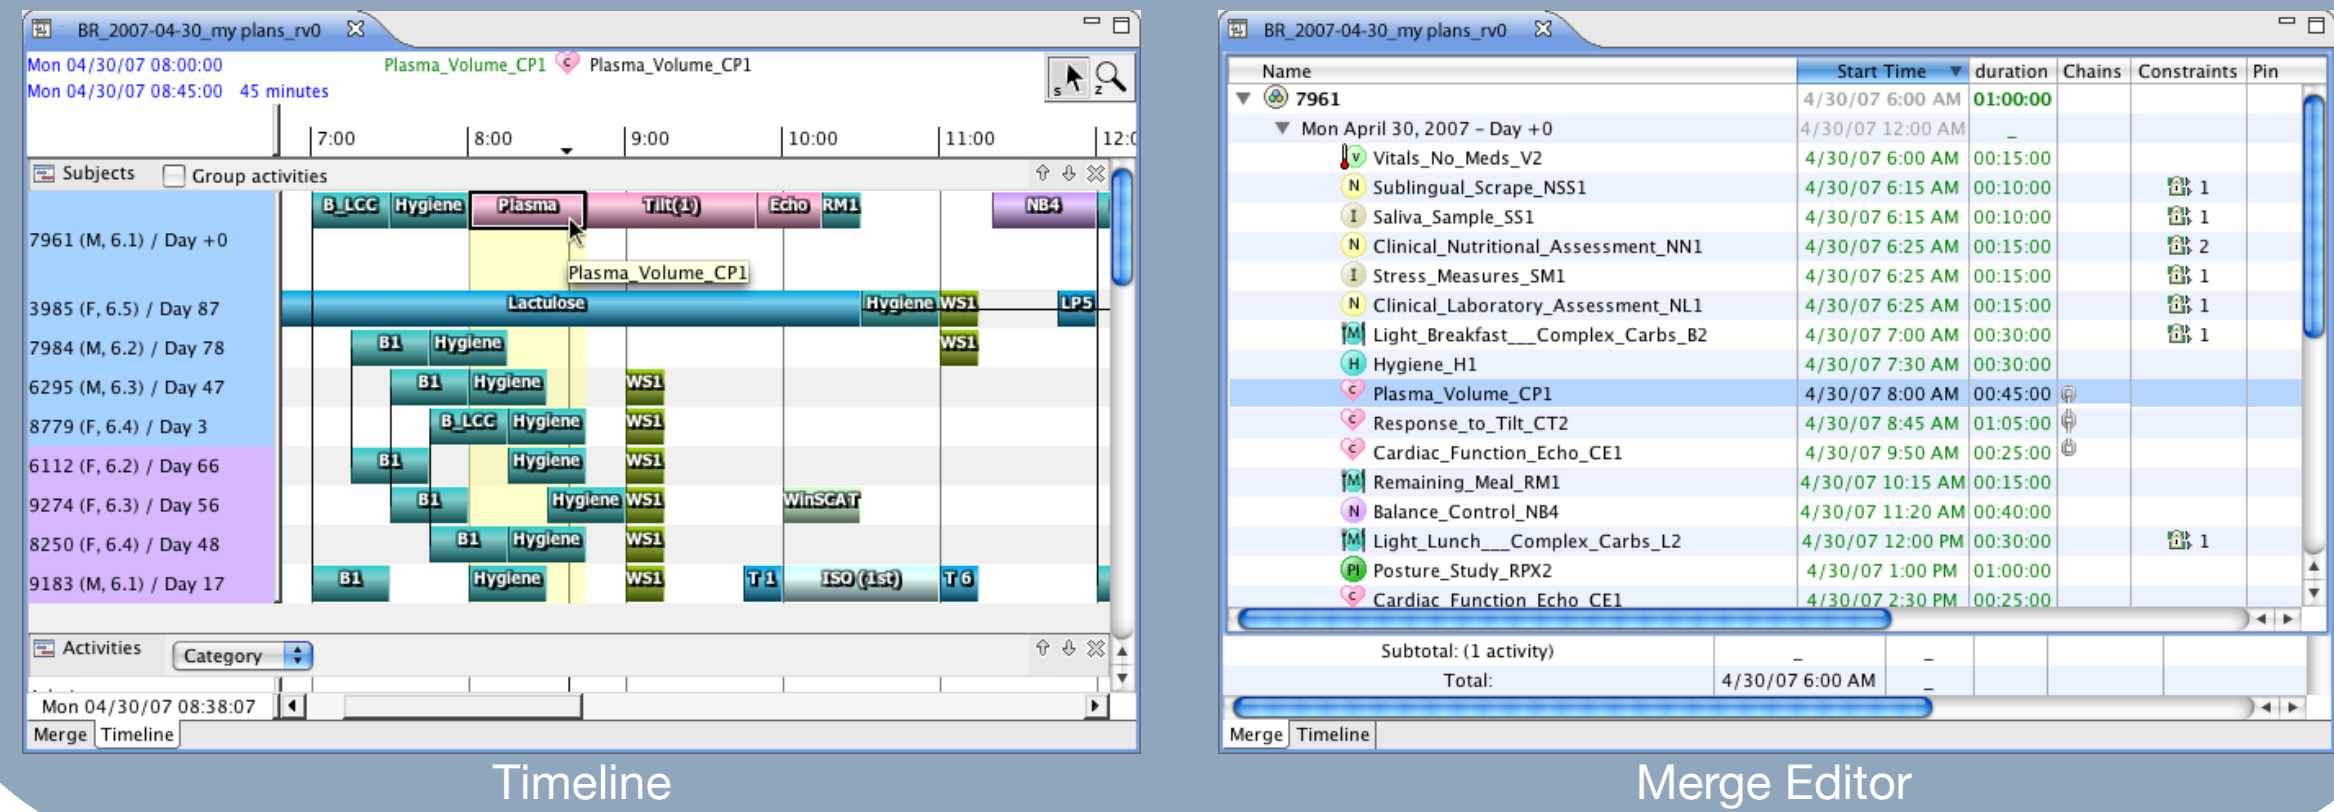 BR_2007-04-30_my plans_rv0
Mon 04/30/07 08:00:00 Plasma_Volume_CP1 C Plasma_Volume_CP1
Mon 04/30/07 08:45:00 45 minutes
s z
7:00 8:00 9:00 10:00 11:00 12:0
Subjects Group activities
B_LCC Hygiene Plasma Tilt(1) Echo RM1 NB4
7961 (M, 6.1) / Day +0
Plasma_Volume_CP1
3985 (F, 6.5) / Day 87 Lactulose Hygiene WS1 LP5
7984 (M, 6.2) / Day 78 B1 Hygiene WS1
6295 (M, 6.3) / Day 47 B1 Hygiene WS1
8779 (F, 6.4) / Day 3 B_LCC Hygiene WS1
6112 (F, 6.2) / Day 66 B1 Hygiene WS1
9274 (F, 6.3) / Day 56 B1 Hygiene WS1 WinSCAT
8250 (F, 6.4) / Day 48 B1 Hygiene WS1
9183 (M, 6.1) / Day 17 B1 Hygiene WS1 T 1 ISO (1st) T 6
Activities Category
Mon 04/30/07 08:38:07
Merge Timeline
Timeline
BR_2007-04-30_my plans_rv0
Name Start Time duration Chains Constraints Pin
7961 4/30/07 6:00 AM 01:00:00
Mon April 30, 2007 – Day +0 4/30/07 12:00 AM _
V Vitals_No_Meds_V2 4/30/07 6:00 AM 00:15:00
N Sublingual_Scrape_NSS1 4/30/07 6:15 AM 00:10:00 1
I Saliva_Sample_SS1 4/30/07 6:15 AM 00:10:00 1
N Clinical_Nutritional_Assessment_NN1 4/30/07 6:25 AM 00:15:00 2
I Stress_Measures_SM1 4/30/07 6:25 AM 00:15:00 1
N Clinical_Laboratory_Assessment_NL1 4/30/07 6:25 AM 00:15:00 1
M Light_Breakfast___Complex_Carbs_B2 4/30/07 7:00 AM 00:30:00 1
H Hygiene_H1 4/30/07 7:30 AM 00:30:00
C Plasma_Volume_CP1 4/30/07 8:00 AM 00:45:00
C Response_to_Tilt_CT2 4/30/07 8:45 AM 01:05:00
C Cardiac_Function_Echo_CE1 4/30/07 9:50 AM 00:25:00
M Remaining_Meal_RM1 4/30/07 10:15 AM 00:15:00
N Balance_Control_NB4 4/30/07 11:20 AM 00:40:00
M Light_Lunch___Complex_Carbs_L2 4/30/07 12:00 PM 00:30:00 1
PI Posture_Study_RPX2 4/30/07 1:00 PM 01:00:00
C Cardiac_Function_Echo_CE1 4/30/07 2:30 PM 00:25:00
Subtotal: (1 activity) _ _
Total: 4/30/07 6:00 AM _
Merge Timeline
Merge Editor